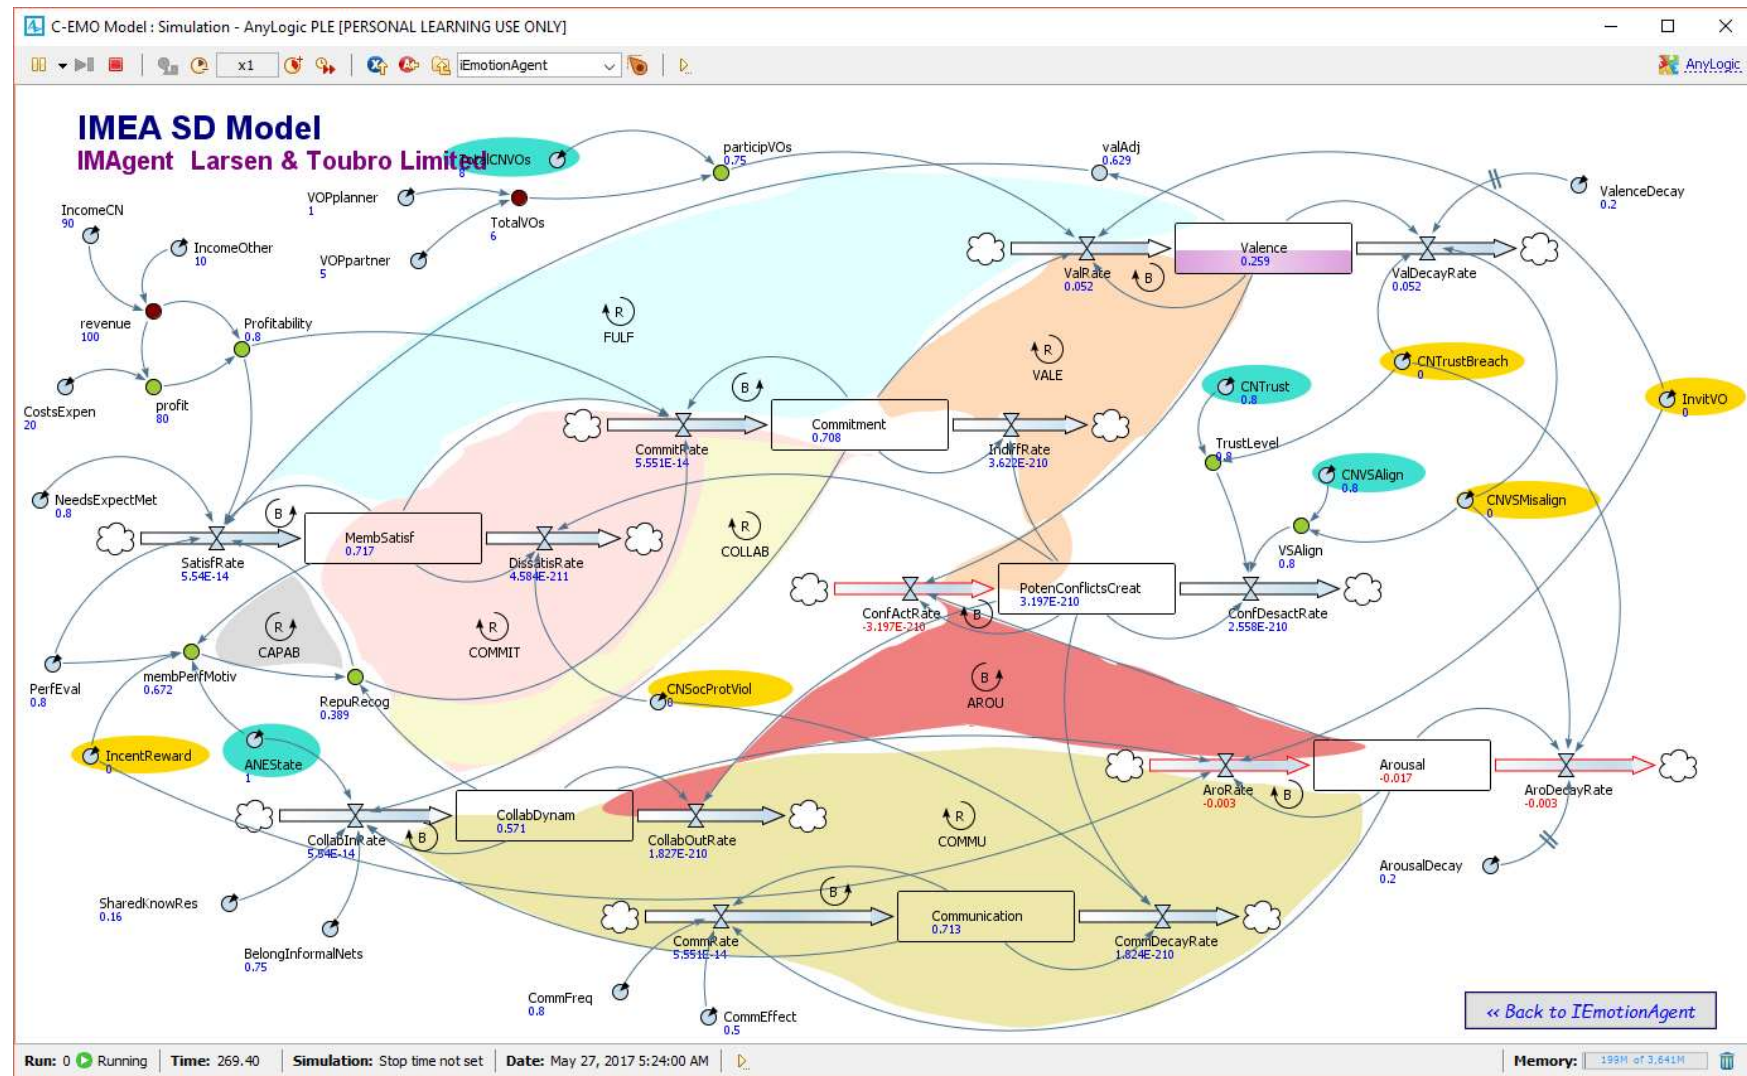 C-EMO Model : Simulation - AnyLogic PLE [PERSONAL LEARNING USE ONLY]
x1
iEmotionAgent
AnyLogic
IMEA SD Model
IMAgent Larsen & Toubro Limited
TotalCNVOs
8
participVOs
0.75
valAdj
0.629
VOPplanner
1
TotalVOs
6
ValenceDecay
0.2
IncomeCN
90
IncomeOther
10
VOPpartner
5
Valence
0.259
ValRate
0.052
B
ValDecayRate
0.052
revenue
100
Profitability
0.8
R
FULF
R
VALE
CNTrustBreach
0
CNTrust
0.8
InvitVO
0
CostsExpen
20
profit
80
B
Commitment
0.708
CommitRate
5.551E-14
IndiffRate
3.622E-210
TrustLevel
0.8
CNVSAlign
0.8
CNVSMisalign
0
NeedsExpectMet
0.8
B
MembSatisf
0.717
R
COLLAB
SatisfRate
5.54E-14
DissatisRate
4.584E-211
VSAlign
0.8
PotenConflictsCreat
3.197E-210
ConfActRate
-3.197E-210
B
ConfDesactRate
2.558E-210
R
CAPAB
R
COMMIT
PerfEval
0.8
membPerfMotiv
0.672
RepuRecog
0.389
CNSocProtViol
0
B
AROU
IncentReward
0
ANEState
1
Arousal
-0.017
AroRate
-0.003
B
AroDecayRate
-0.003
CollabDynam
0.571
CollabInRate
5.54E-14
B
CollabOutRate
1.827E-210
R
COMMU
ArousalDecay
0.2
SharedKnowRes
0.16
B
Communication
0.713
CommRate
5.551E-14
CommDecayRate
1.824E-210
BelongInformalNets
0.75
CommFreq
0.8
CommEffect
0.5
<< Back to IEmotionAgent
Run: 0 Running Time: 269.40 Simulation: Stop time not set Date: May 27, 2017 5:24:00 AM Memory: 199M of 3,641M